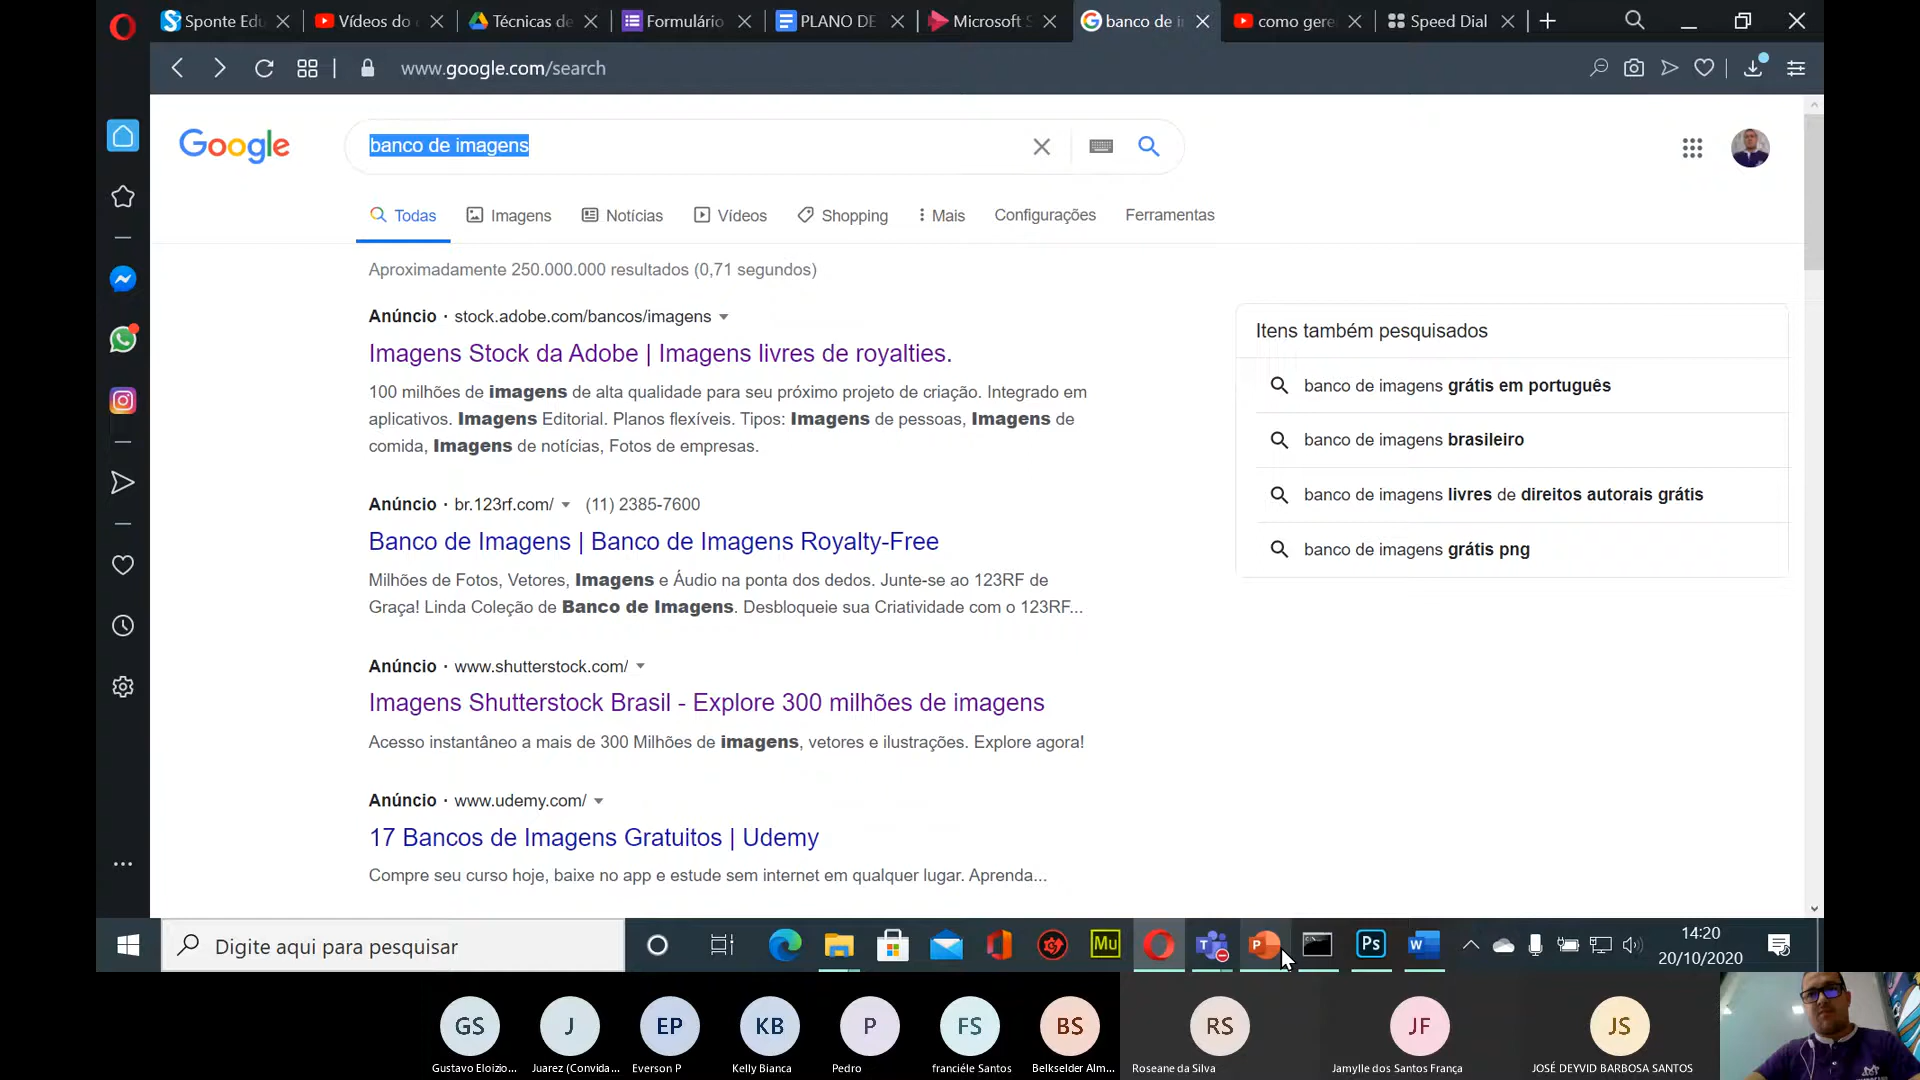 Sponte Edu
Vídeos do
Técnicas de
Formulário
PLANO DE
Microsoft S
banco de i
como gere
Speed Dial
www.google.com/search
Google
banco de imagens
Todas
Imagens
Notícias
Vídeos
Shopping
Mais
Configurações
Ferramentas
Aproximadamente 250.000.000 resultados (0,71 segundos)
Anúncio · stock.adobe.com/bancos/imagens
Imagens Stock da Adobe | Imagens livres de royalties.
100 milhões de imagens de alta qualidade para seu próximo projeto de criação. Integrado em
aplicativos. Imagens Editorial. Planos flexíveis. Tipos: Imagens de pessoas, Imagens de
comida, Imagens de notícias, Fotos de empresas.
Anúncio · br.123rf.com/ (11) 2385-7600
Banco de Imagens | Banco de Imagens Royalty-Free
Milhões de Fotos, Vetores, Imagens e Áudio na ponta dos dedos. Junte-se ao 123RF de
Graça! Linda Coleção de Banco de Imagens. Desbloqueie sua Criatividade com o 123RF...
Anúncio · www.shutterstock.com/
Imagens Shutterstock Brasil - Explore 300 milhões de imagens
Acesso instantâneo a mais de 300 Milhões de imagens, vetores e ilustrações. Explore agora!
Anúncio · www.udemy.com/
17 Bancos de Imagens Gratuitos | Udemy
Compre seu curso hoje, baixe no app e estude sem internet em qualquer lugar. Aprenda...
Itens também pesquisados
banco de imagens grátis em português
banco de imagens brasileiro
banco de imagens livres de direitos autorais grátis
banco de imagens grátis png
Digite aqui para pesquisar
Mu
Ps
14:20
20/10/2020
GS
J
EP
KB
P
FS
BS
RS
JF
JS
Gustavo Eloizio...
Juarez (Convida...
Everson P
Kelly Bianca
Pedro
franciéle Santos
Belkselder Alm...
Roseane da Silva
Jamylle dos Santos França
JOSÉ DEYVID BARBOSA SANTOS